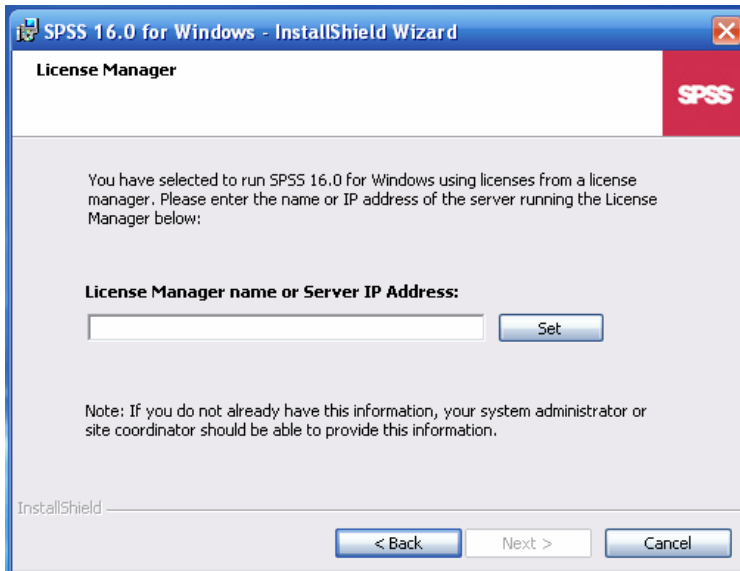 SPSS 16.0 for Windows - InstallShield Wizard
License Manager
SPSS
You have selected to run SPSS 16.0 for Windows using licenses from a license
manager. Please enter the name or IP address of the server running the License
Manager below:
License Manager name or Server IP Address:
Set
Note: If you do not already have this information, your system administrator or
site coordinator should be able to provide this information.
InstallShield
< Back Next > Cancel